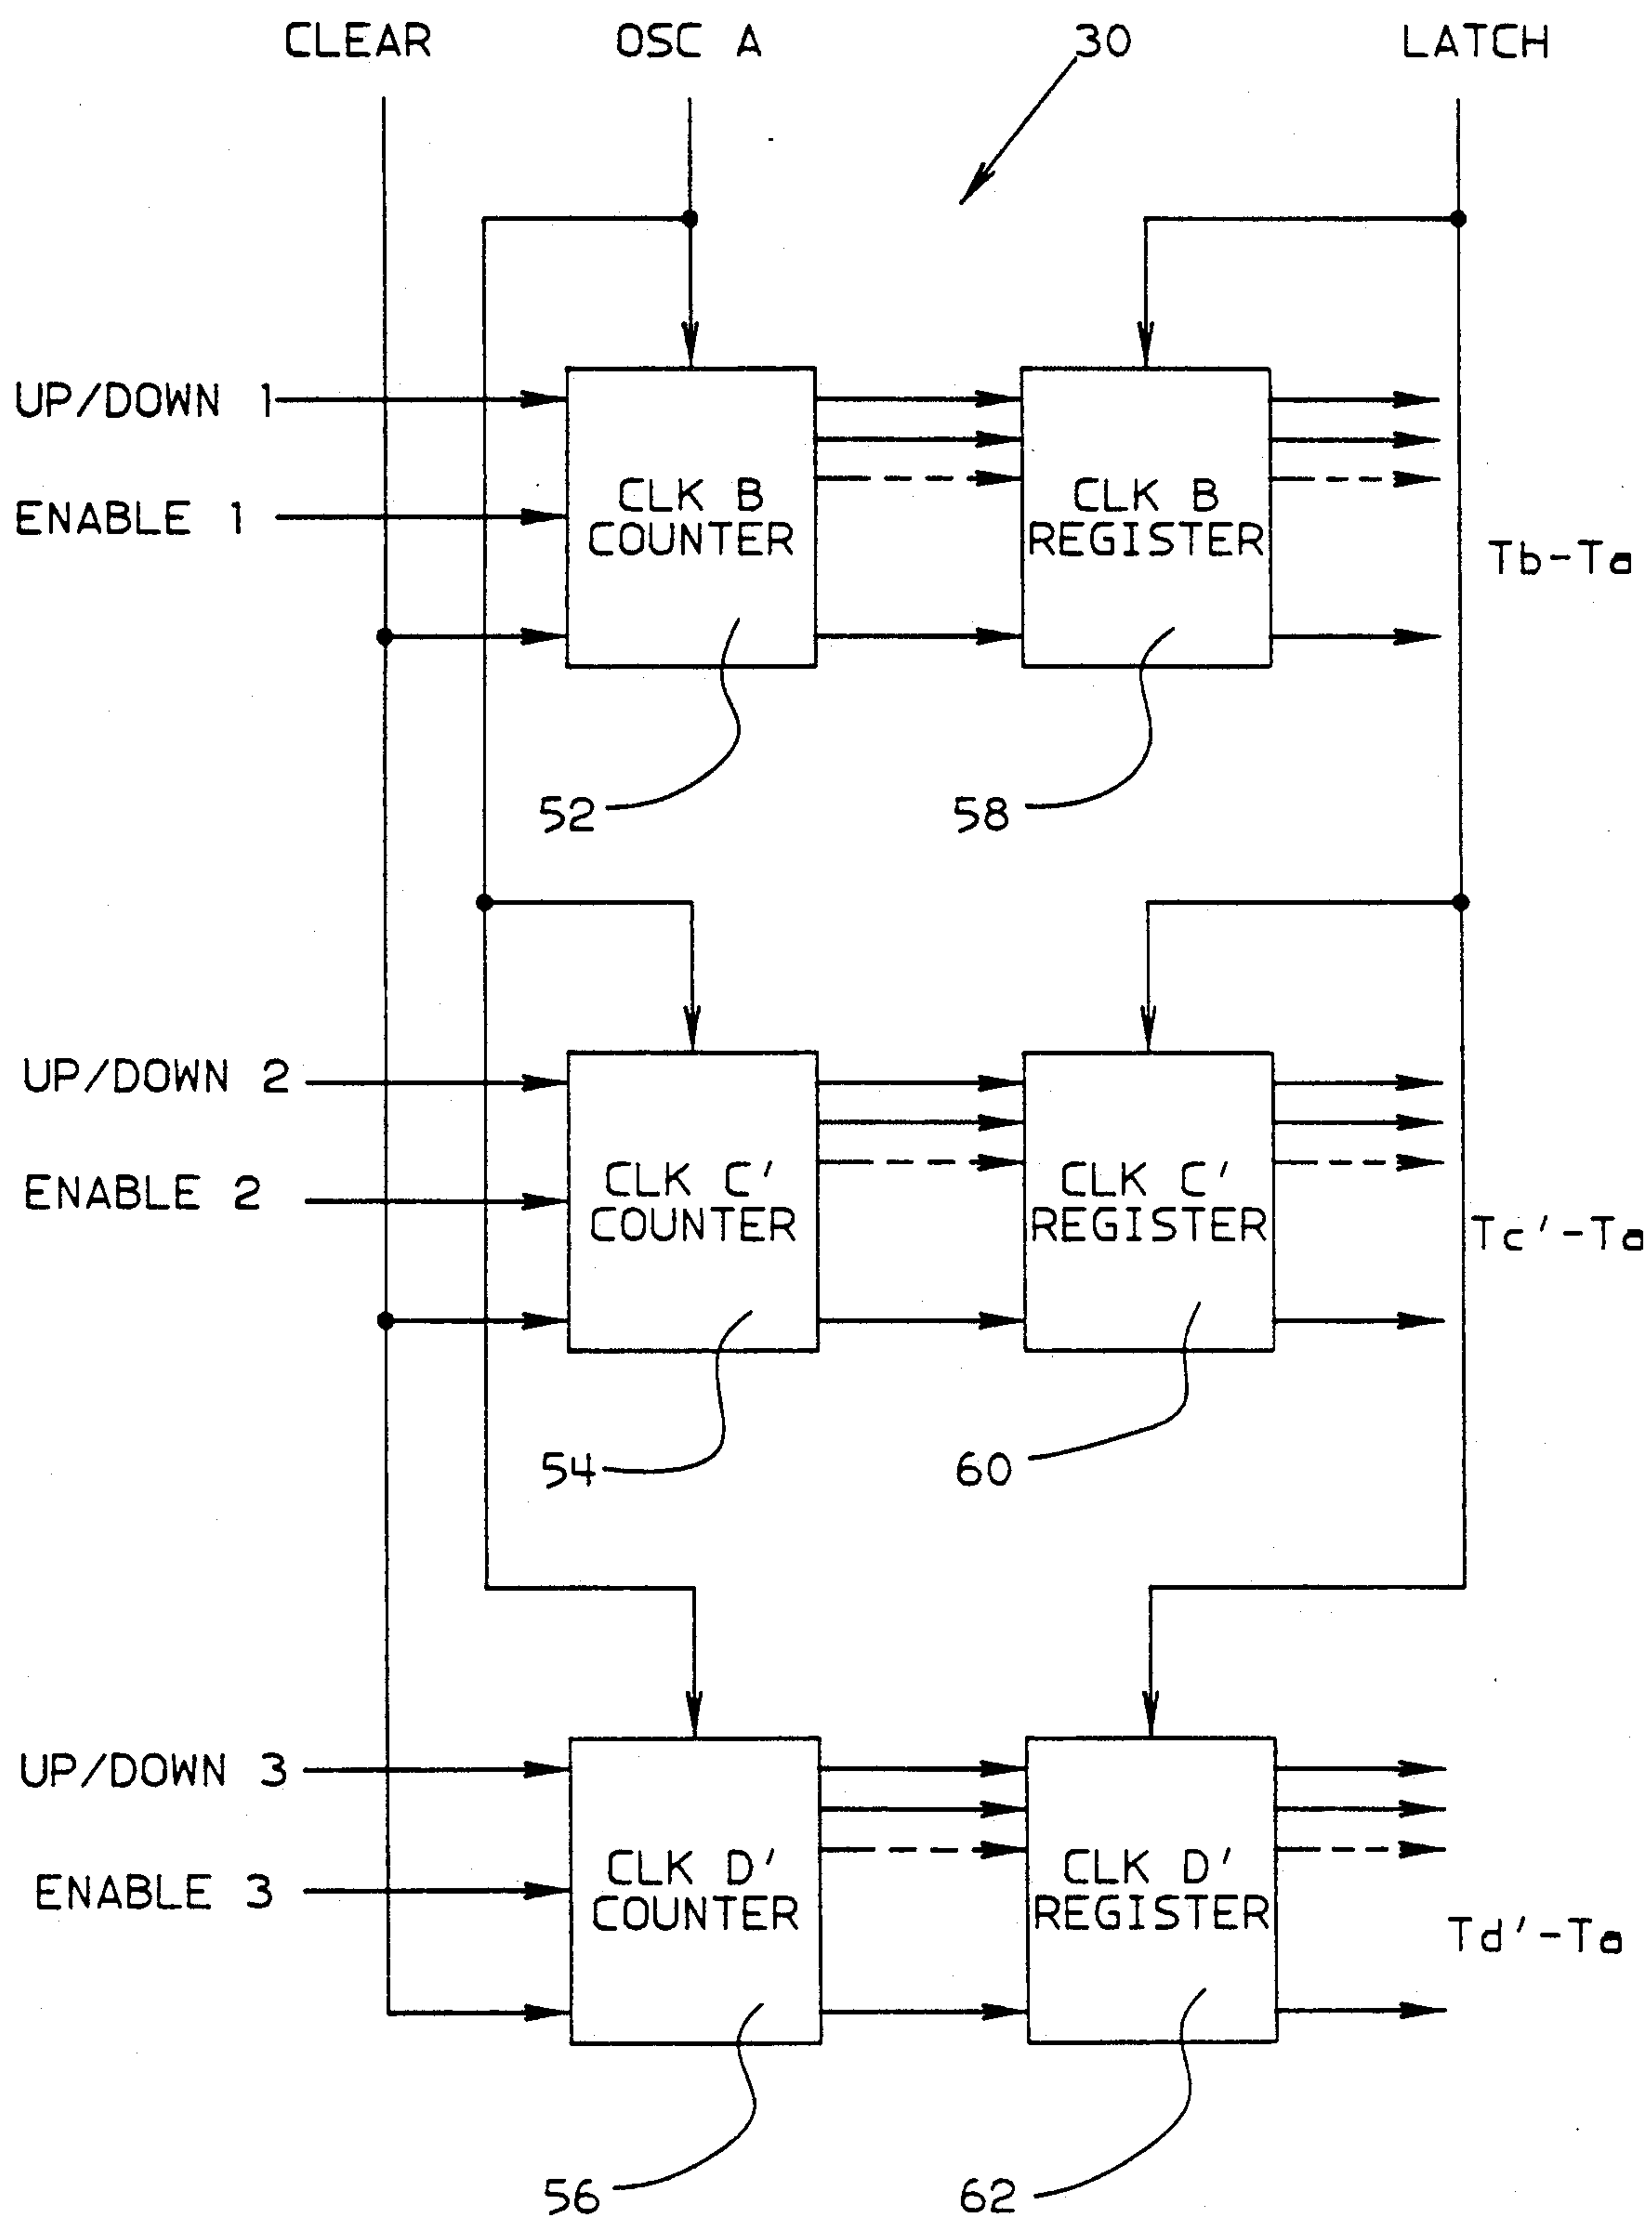 CLEAR
OSC A
30
LATCH
UP/DOWN 1
ENABLE 1
CLK B
COUNTER
CLK B
REGISTER
Tb-Ta
52
58
UP/DOWN 2
ENABLE 2
CLK C'
COUNTER
CLK C'
REGISTER
Tc'-Ta
54
60
UP/DOWN 3
ENABLE 3
CLK D'
COUNTER
CLK D'
REGISTER
Td'-Ta
56
62